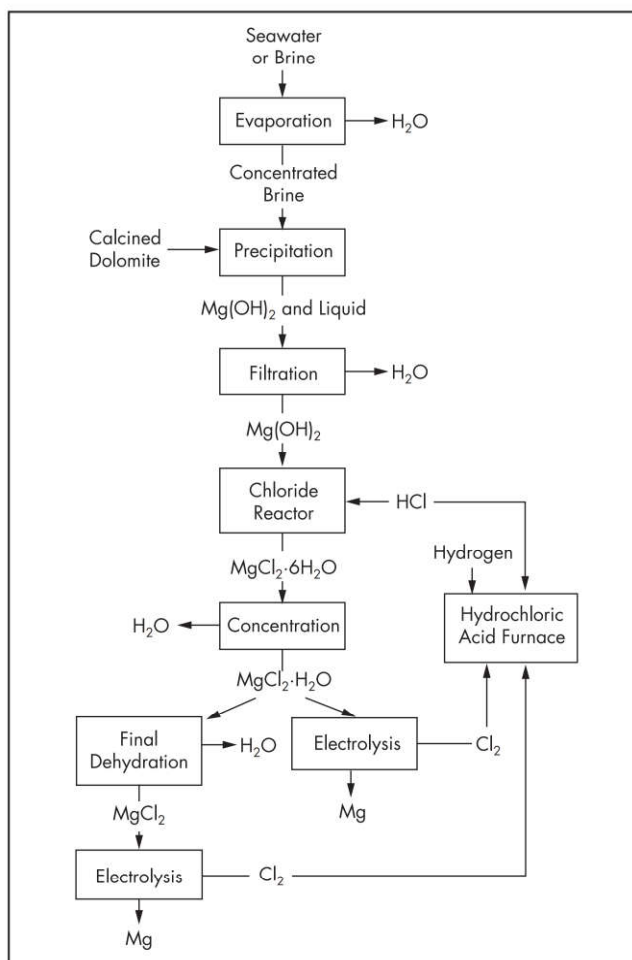 Seawater
or Brine
Evaporation
H₂O
Concentrated
Brine
Calcined
Dolomite
Precipitation
Mg(OH)₂ and Liquid
Filtration
H₂O
Mg(OH)₂
Chloride
Reactor
HCl
Hydrogen
MgCl₂·6H₂O
H₂O
Concentration
Hydrochloric
Acid Furnace
MgCl₂·H₂O
Final
Dehydration
H₂O
Electrolysis
Cl₂
Mg
MgCl₂
Electrolysis
Cl₂
Mg